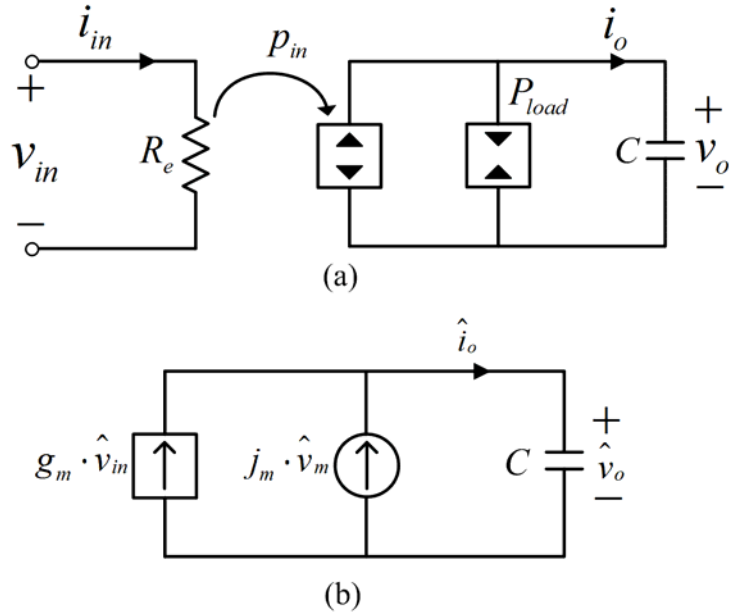 i_in
p_in
i_o
+
P_load
+
v_in
R_e
C
v_o
−
−
(a)
î_o
+
g_m · v̂_in
j_m · v̂_m
C
v̂_o
−
(b)